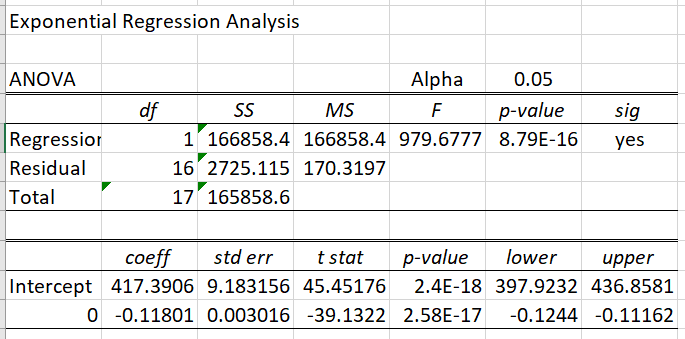 Exponential Regression Analysis
ANOVA Alpha 0.05
df SS MS F p-value sig
Regression 1 166858.4 166858.4 979.6777 8.79E-16 yes
Residual 16 2725.115 170.3197
Total 17 165858.6
coeff std err t stat p-value lower upper
Intercept 417.3906 9.183156 45.45176 2.4E-18 397.9232 436.8581
0 -0.11801 0.003016 -39.1322 2.58E-17 -0.1244 -0.11162